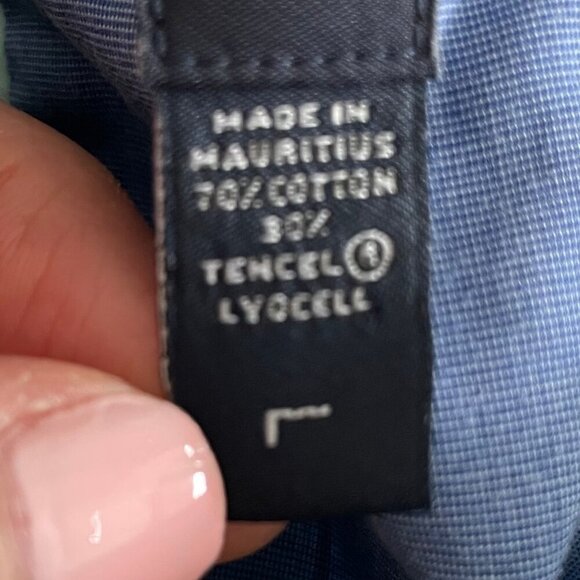 MADE IN
MAURITIUS
70% COTTON
30%
TENCEL®
LYOCELL
L